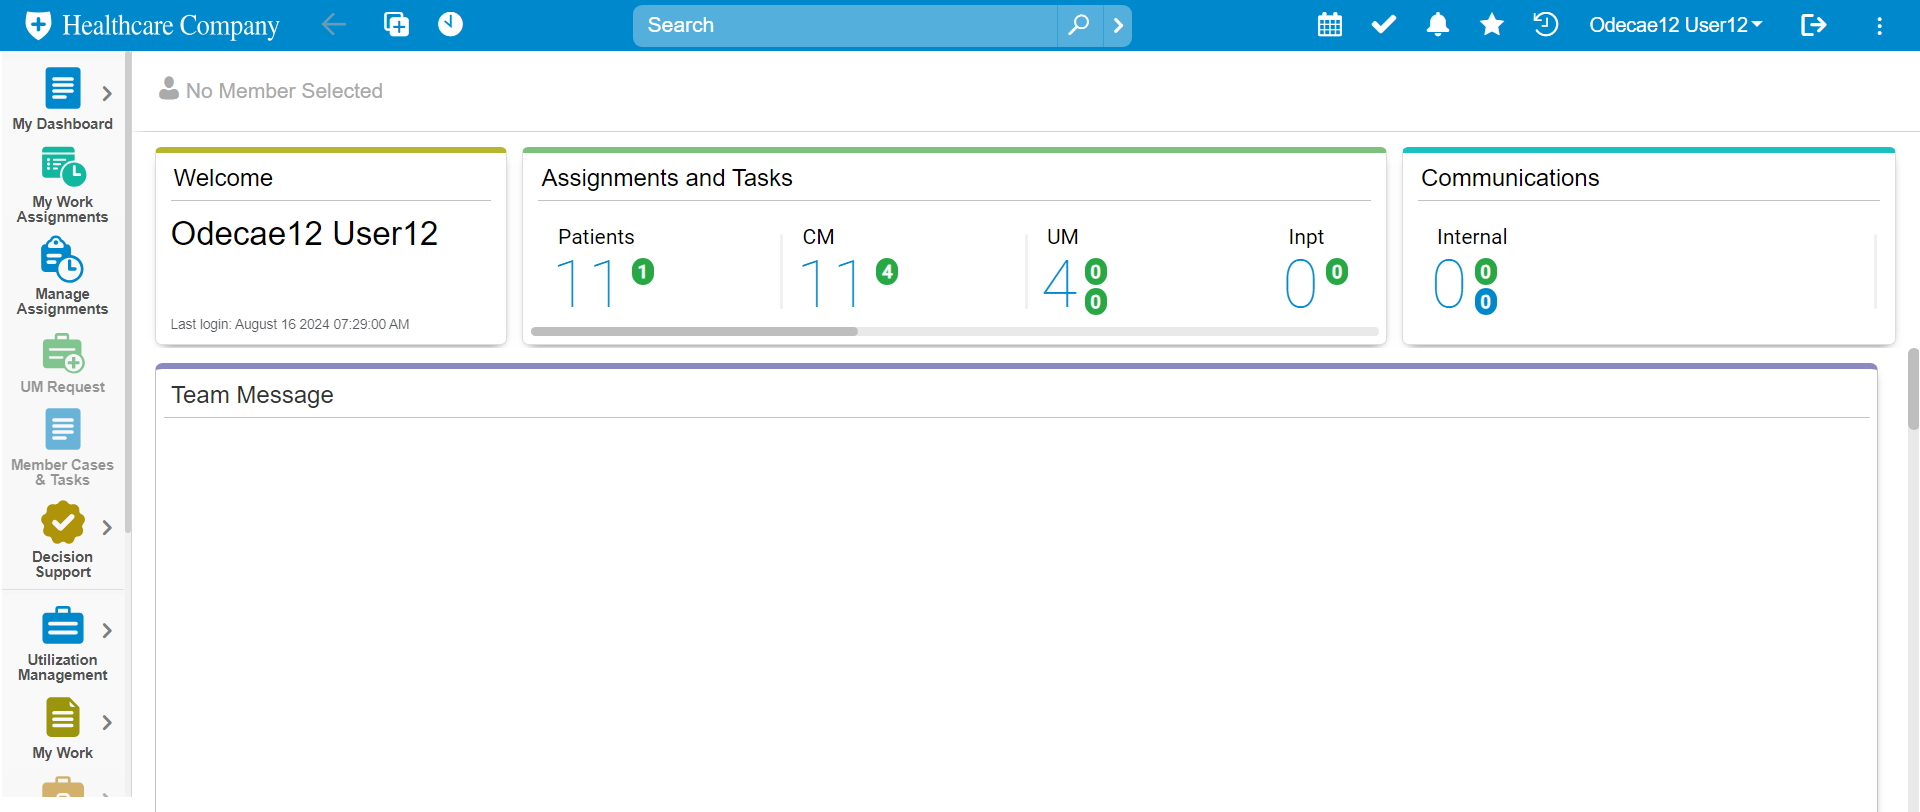 Healthcare Company
Search
Odecae12 User12
No Member Selected
My Dashboard
My Work
Assignments
Manage
Assignments
UM Request
Member Cases
& Tasks
Decision
Support
Utilization
Management
My Work
Welcome
Odecae12 User12
Last login: August 16 2024 07:29:00 AM
Assignments and Tasks
Patients
11 1
CM
11 4
UM
4 0
0
Inpt
0 0
Communications
Internal
0 0
0
Team Message